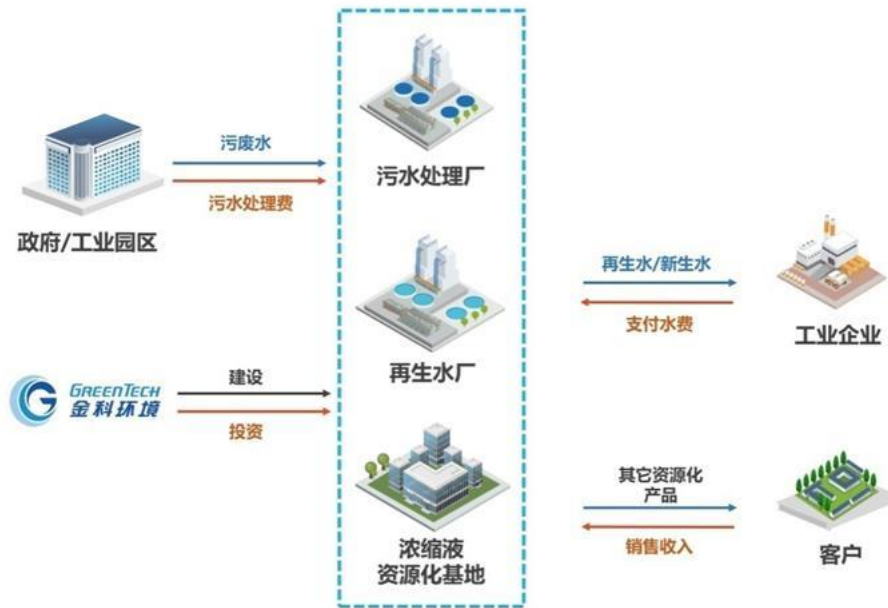 污废水
污水处理费
政府/工业园区
污水处理厂
再生水/新生水
支付水费
工业企业
再生水厂
GREENTECH
金科环境
建设
投资
浓缩液
资源化基地
其它资源化
产品
销售收入
客户